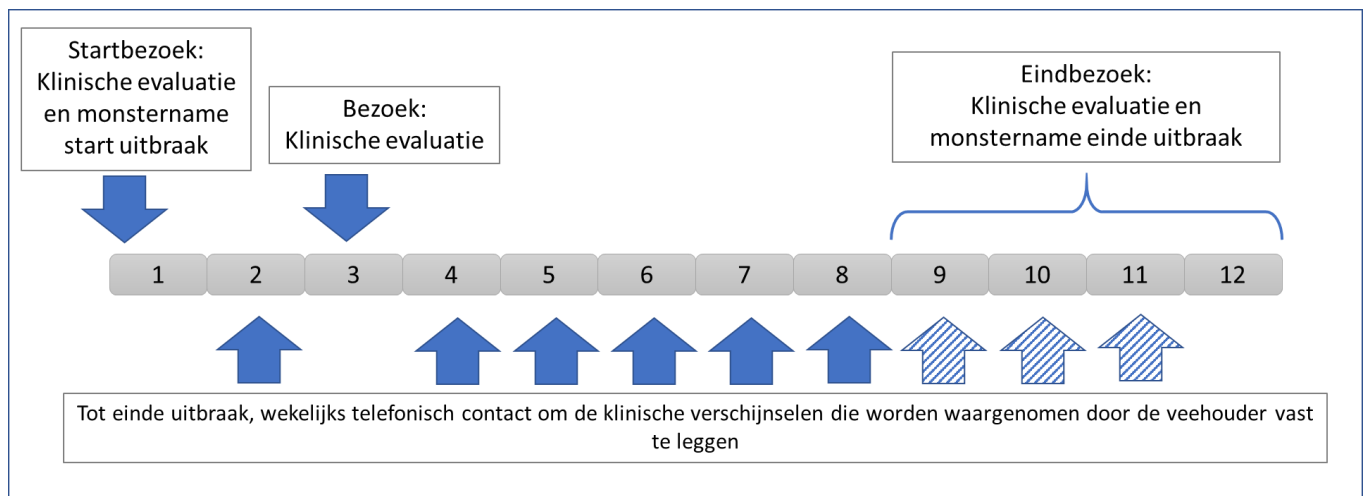 Startbezoek:
Klinische evaluatie
en monstername
start uitbraak
Bezoek:
Klinische evaluatie
Eindbezoek:
Klinische evaluatie en
monstername einde uitbraak
1 2 3 4 5 6 7 8 9 10 11 12
Tot einde uitbraak, wekelijks telefonisch contact om de klinische verschijnselen die worden waargenomen door de veehouder vast
te leggen